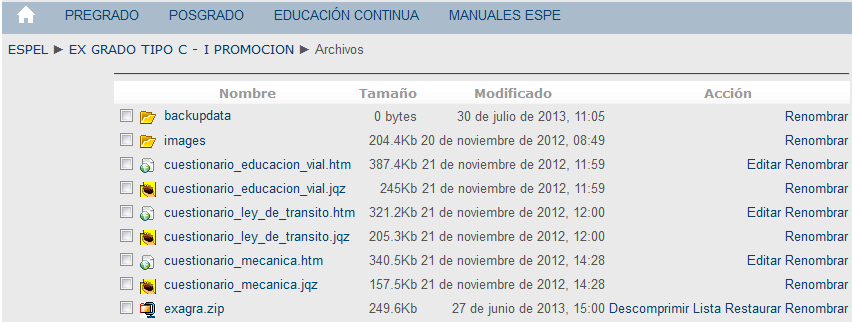 PREGRADO POSGRADO EDUCACIÓN CONTINUA MANUALES ESPE
ESPEL ► EX GRADO TIPO C - I PROMOCION ► Archivos
Nombre Tamaño Modificado Acción
backupdata 0 bytes 30 de julio de 2013, 11:05 Renombrar
images 204.4Kb 20 de noviembre de 2012, 08:49 Renombrar
cuestionario_educacion_vial.htm 387.4Kb 21 de noviembre de 2012, 11:59 Editar Renombrar
cuestionario_educacion_vial.jqz 245Kb 21 de noviembre de 2012, 11:59 Renombrar
cuestionario_ley_de_transito.htm 321.2Kb 21 de noviembre de 2012, 12:00 Editar Renombrar
cuestionario_ley_de_transito.jqz 205.3Kb 21 de noviembre de 2012, 12:00 Renombrar
cuestionario_mecanica.htm 340.5Kb 21 de noviembre de 2012, 14:28 Editar Renombrar
cuestionario_mecanica.jqz 157.5Kb 21 de noviembre de 2012, 14:28 Renombrar
exagra.zip 249.6Kb 27 de junio de 2013, 15:00 Descomprimir Lista Restaurar Renombrar